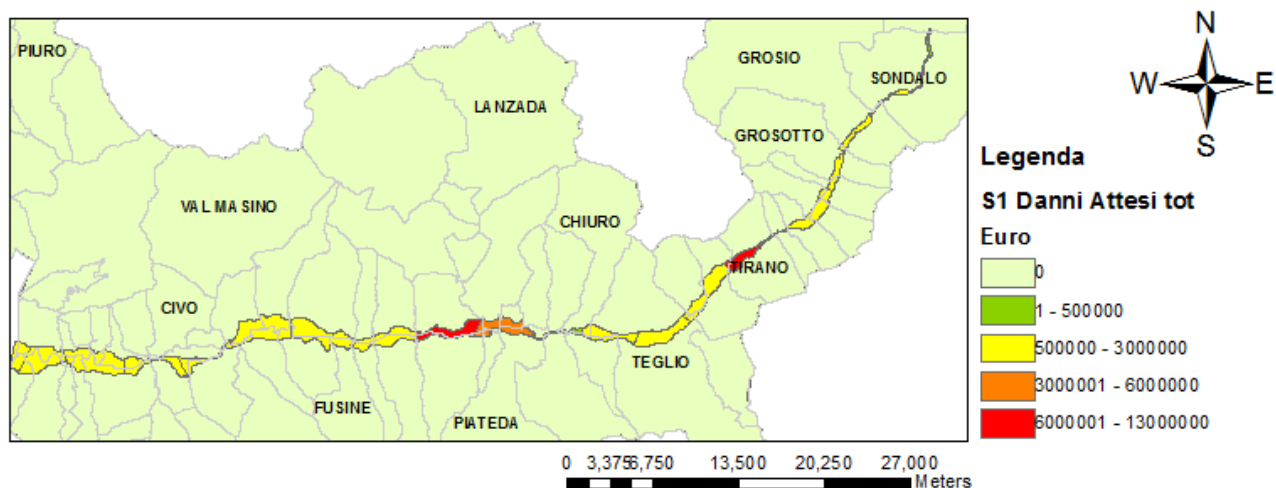 PIURO
GROSIO
SONDALO
LANZADA
GROSOTTO
VAL MASINO
CHIURO
TIRANO
CIVO
TEGLIO
FUSINE
PIATEDA
N
W E
S
Legenda
S1 Danni Attesi tot
Euro
0
1 - 500000
500000 - 3000000
3000001 - 6000000
6000001 - 13000000
0 3,3756,750 13,500 20,250 27,000
Meters